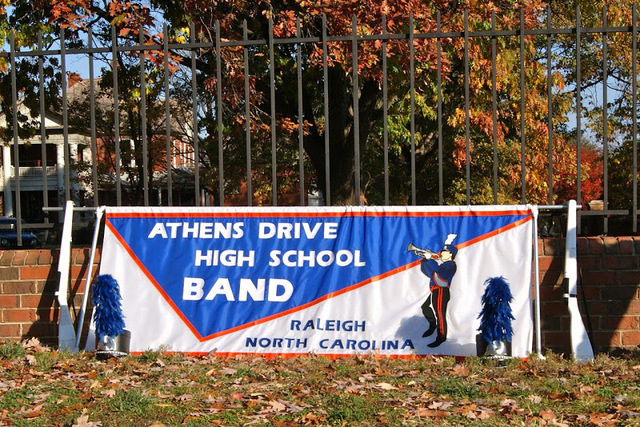 ATHENS DRIVE
HIGH SCHOOL
BAND
RALEIGH
NORTH CAROLINA